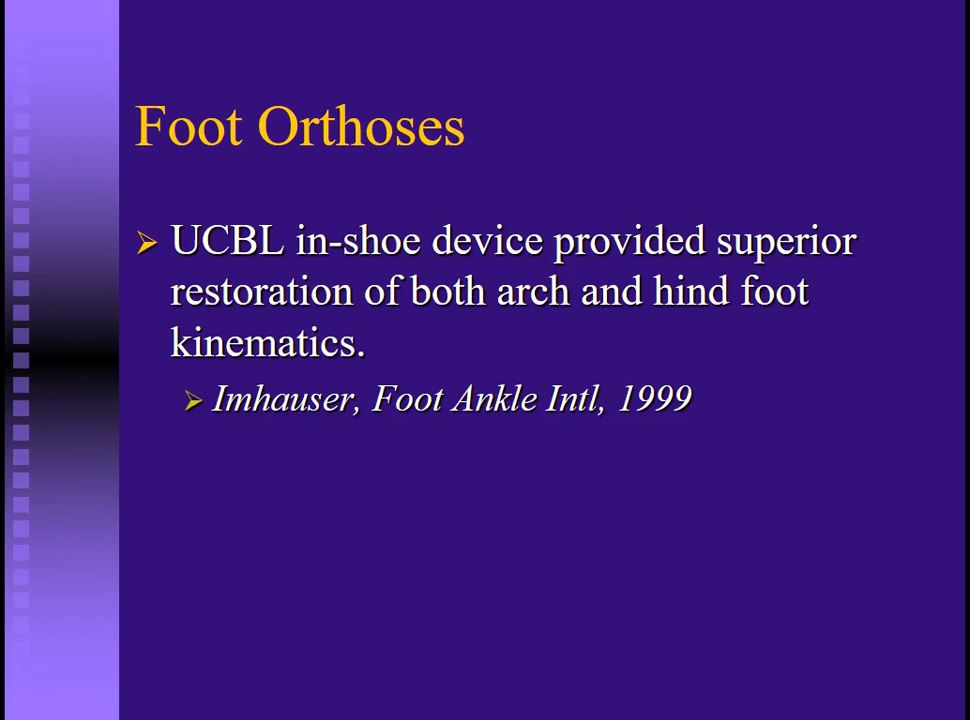 Foot Orthoses
UCBL in-shoe device provided superior
restoration of both arch and hind foot
kinematics.
Imhauser, Foot Ankle Intl, 1999